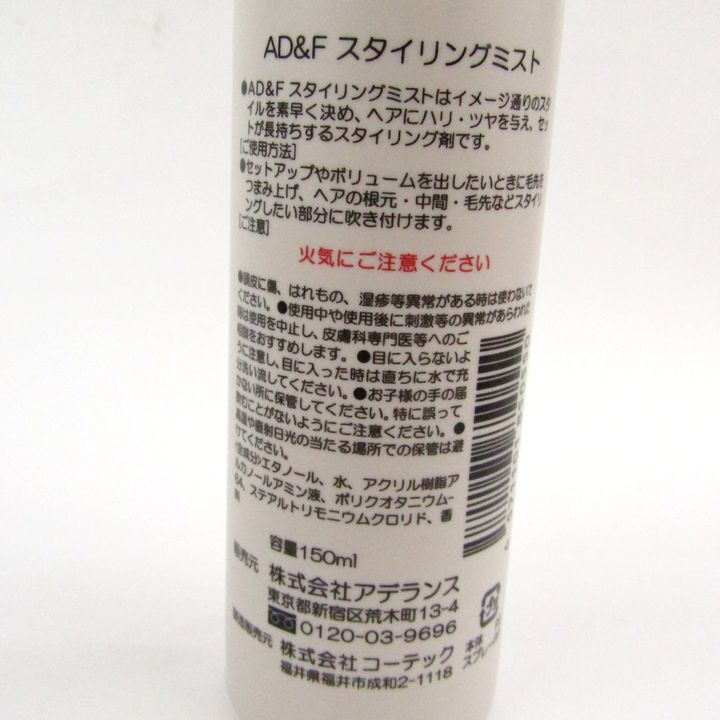 AD&F スタイリングミスト
●AD&F スタイリングミストはイメージ通りのスタ
イルを素早く決め、ヘアにハリ・ツヤを与え、セッ
トが長持ちするスタイリング剤です。
[ご使用方法]
●セットアップやボリュームを出したいときに毛先を
つまみ上げ、ヘアの根元・中間・毛先などスタイリ
ングしたい部分に吹き付けます。
[ご注意]
火気にご注意ください
●頭皮に傷、はれもの、湿疹等異常がある時は使わないで
ください。●使用中や使用後に刺激等の異常があらわれた
時は使用を中止し、皮膚科専門医等へのご
相談をおすすめします。●目に入らないよ
うに注意し、目に入った時は直ちに水で充
分洗い流してください。●お子様の手の届
かない所に保管してください。特に誤って
飲むことがないようにご注意ください。●
高温や直射日光の当たる場所での保管は避
けてください。
全成分 エタノール、水、アクリル樹脂ア
ルカノールアミン液、ポリクオタニウム-
64、ステアルトリモニウムクロリド、香
料
容量150ml
販売元 株式会社アデランス
東京都新宿区荒木町13-4
0120-03-9696
製造販売元 株式会社 コーテック
福井県福井市成和2-1118
プラ
本体
スプレー